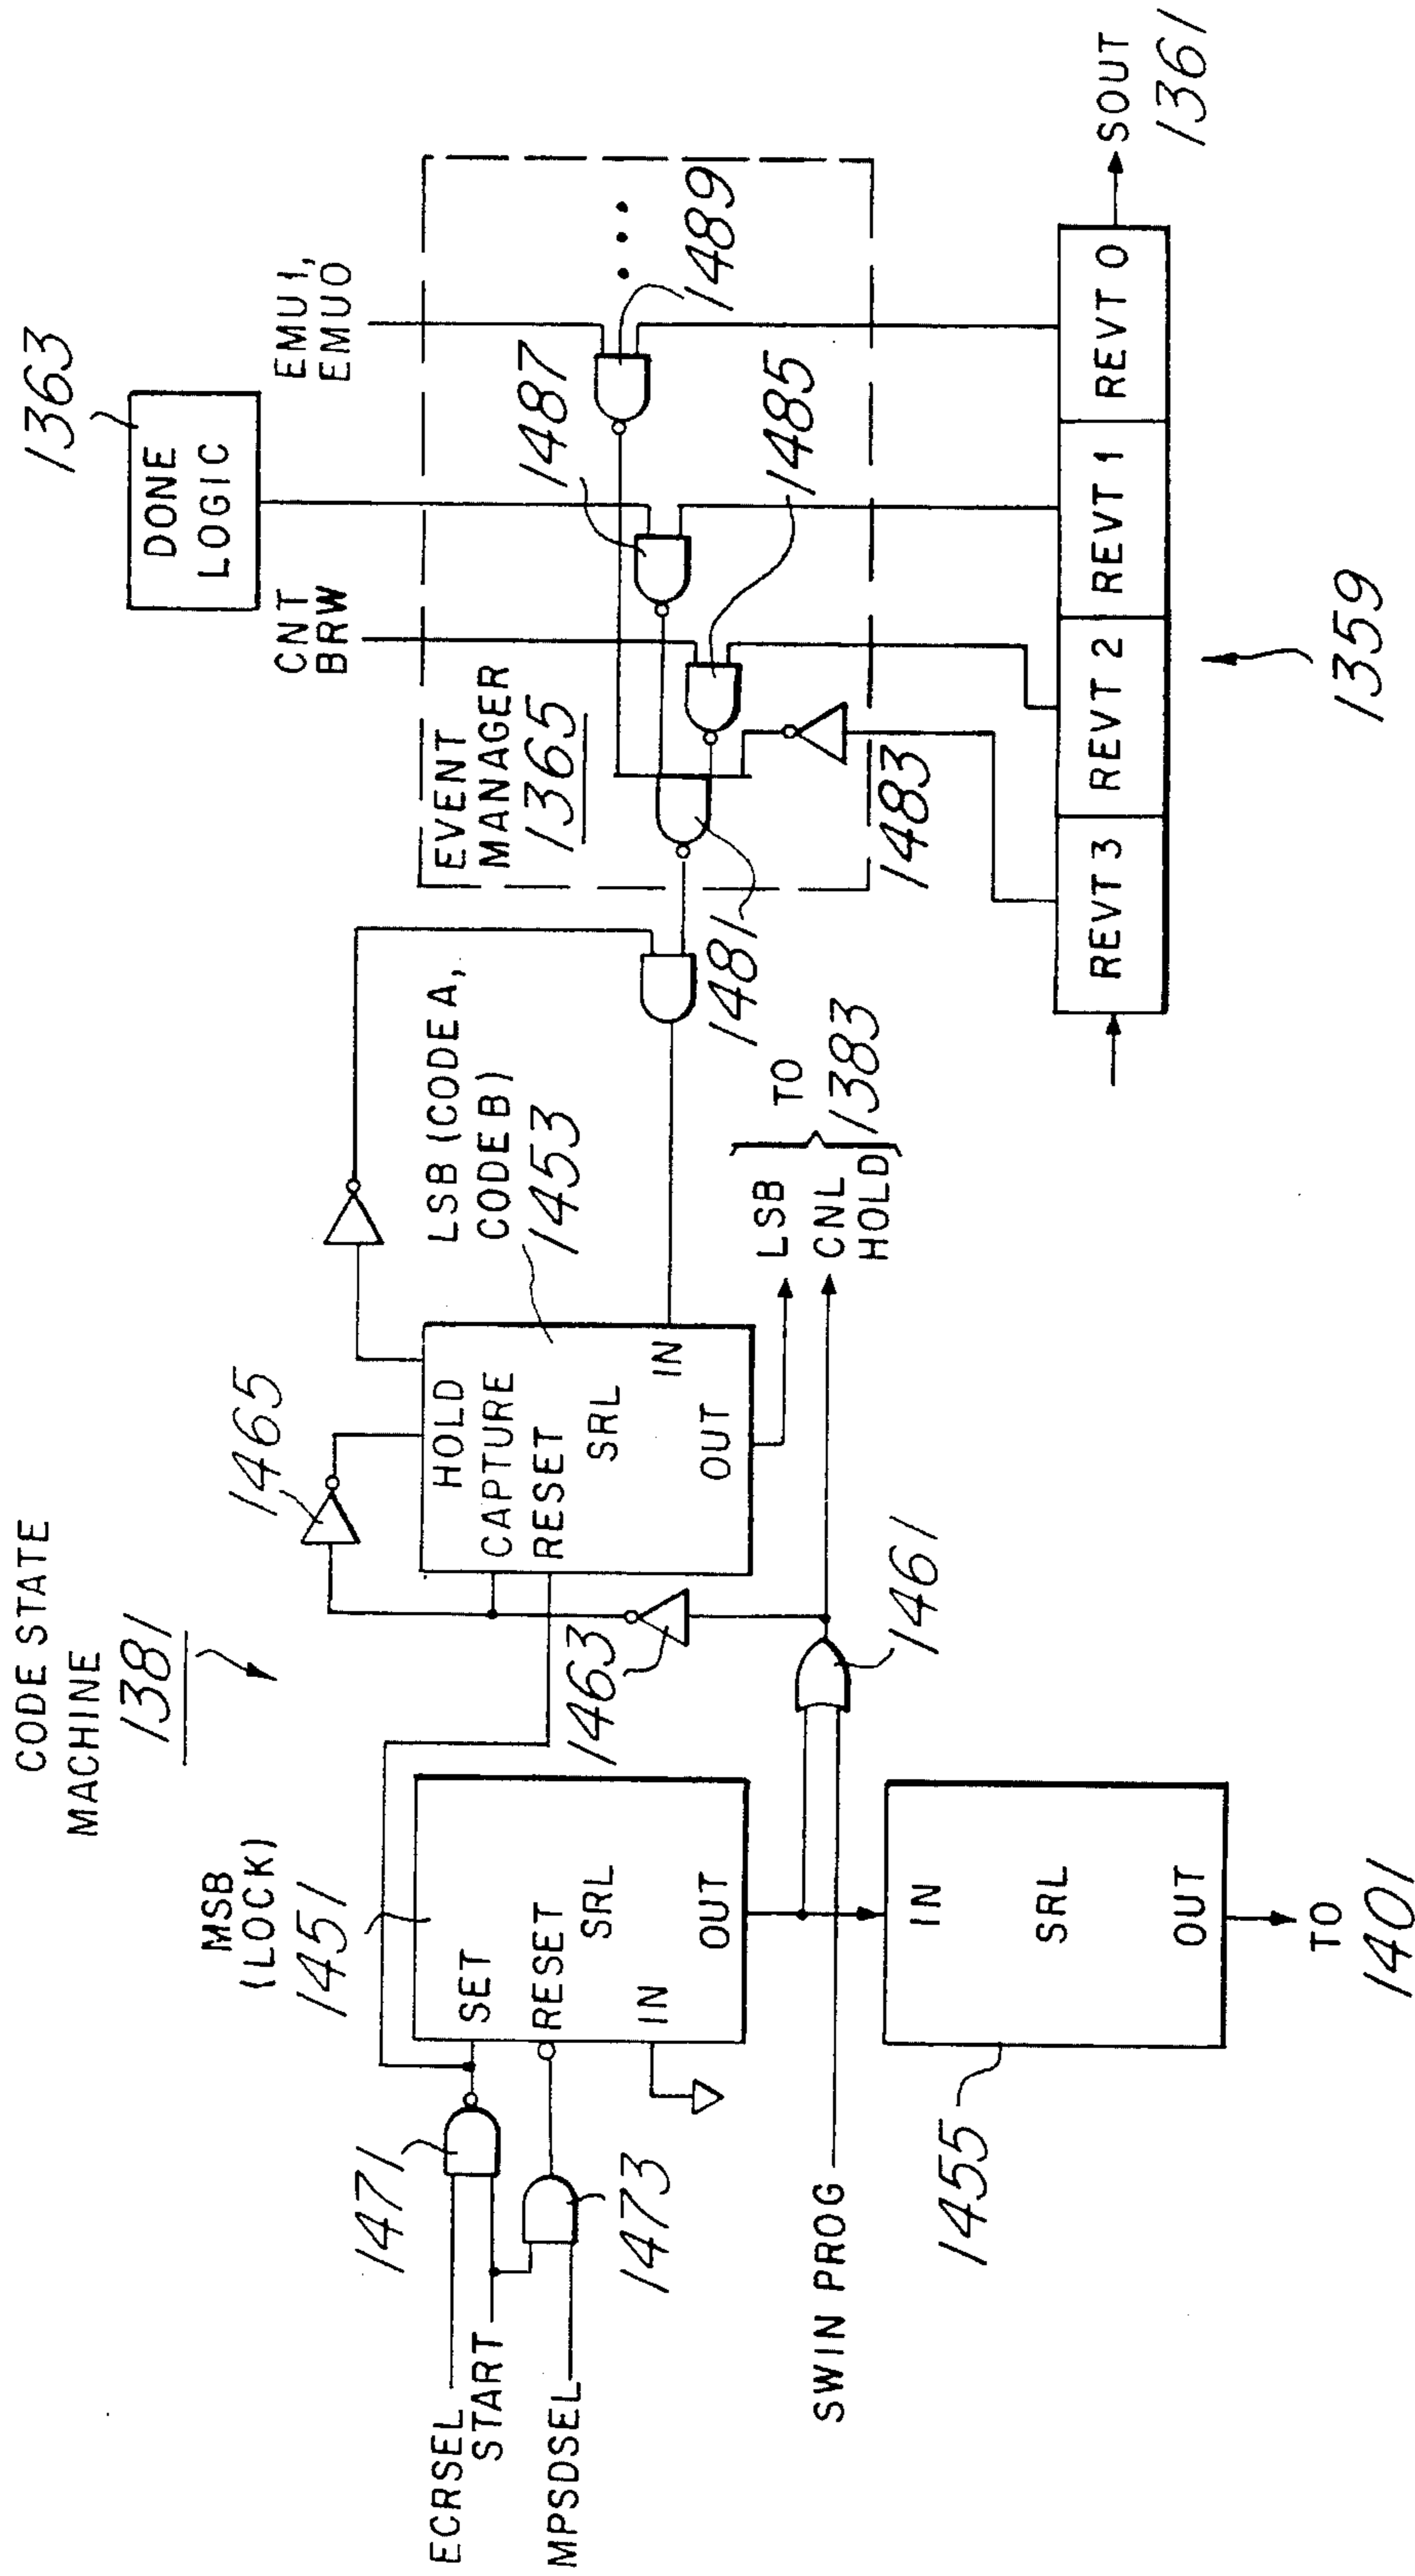 CODE STATE
MACHINE
1381
MSB
(LOCK)
1451
SET
RESET
SRL
IN
OUT
1471
1473
ECRSEL
START
MPSDSEL
SWIN PROG
IN
SRL
OUT
1455
TO
1401
1461
1463
1465
HOLD
CAPTURE
RESET
SRL
IN
OUT
LSB (CODE A,
CODE B)
1453
LSB
CNL
HOLD
TO
1383
EVENT
MANAGER
1365
1481
1483
1485
1487
1489
...
CNT
BRW
DONE
LOGIC
1363
EMU1,
EMU0
REVT 3
REVT 2
REVT 1
REVT 0
SOUT
1361
1359